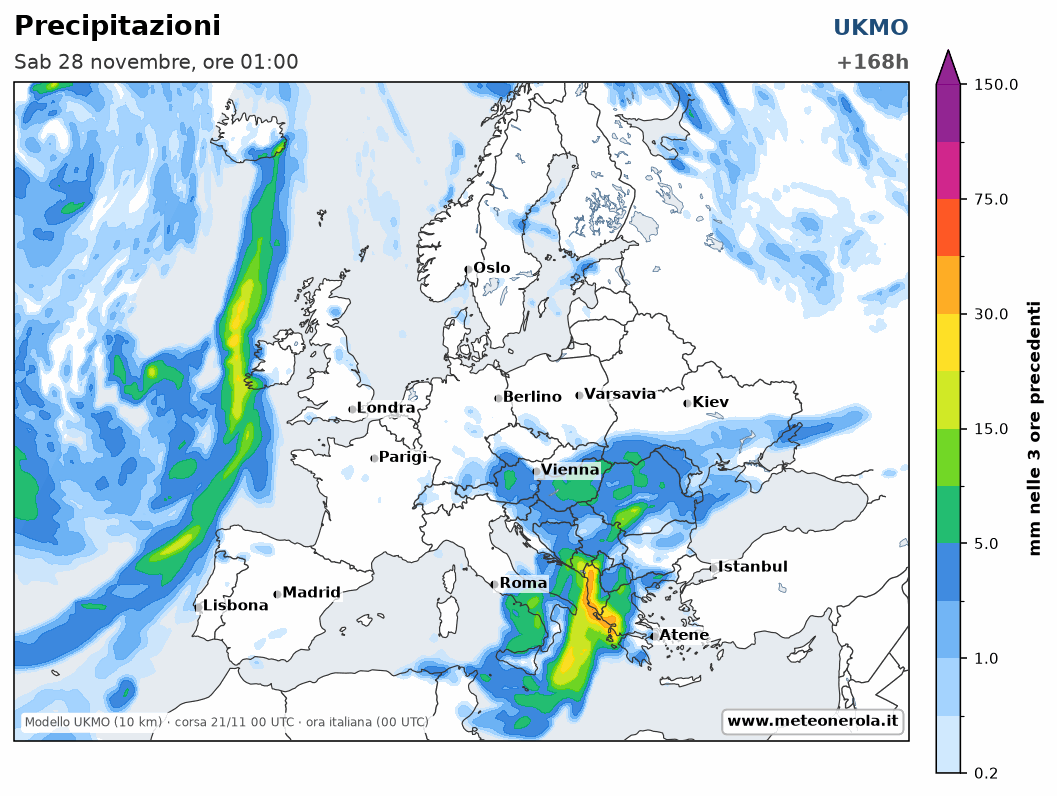 Precipitazioni
UKMO
Sab 28 novembre, ore 01:00
+168h
150.0
75.0
30.0
15.0
5.0
1.0
0.2
mm nelle 3 ore precedenti
Oslo
Berlino
Varsavia
Kiev
Londra
Parigi
Vienna
Istanbul
Roma
Madrid
Lisbona
Atene
Modello UKMO (10 km) · corsa 21/11 00 UTC · ora italiana (00 UTC)
www.meteonerola.it